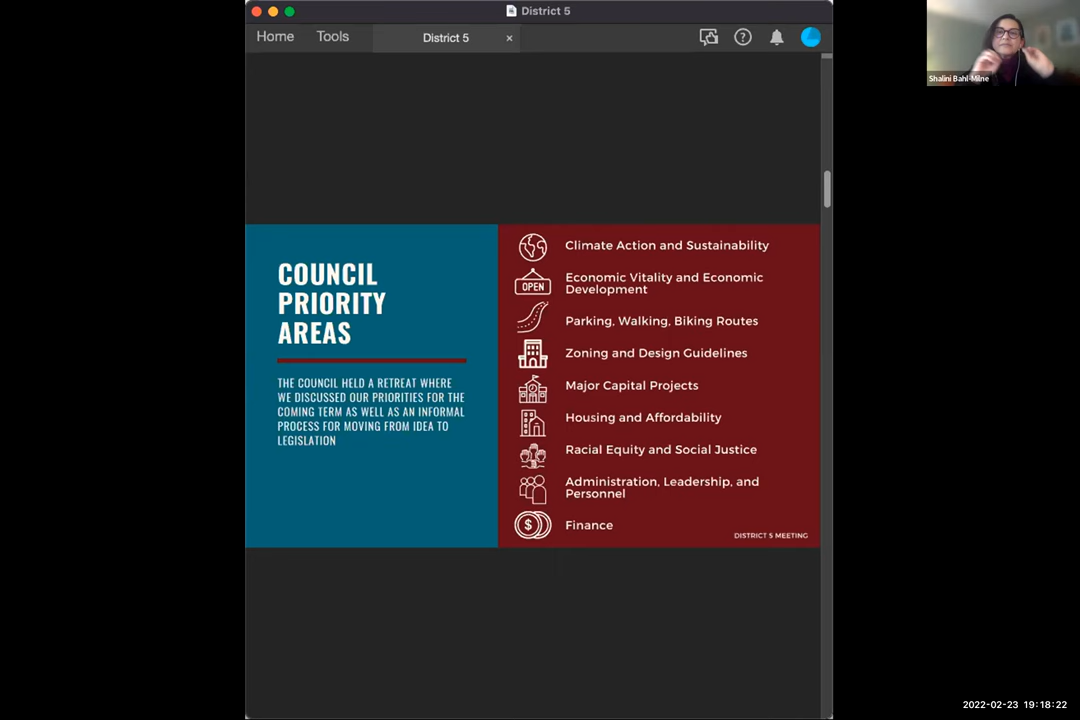 District 5
Home
Tools
District 5
×
?
Shalini Bahl-Milne
COUNCIL
PRIORITY
AREAS
THE COUNCIL HELD A RETREAT WHERE
WE DISCUSSED OUR PRIORITIES FOR THE
COMING TERM AS WELL AS AN INFORMAL
PROCESS FOR MOVING FROM IDEA TO
LEGISLATION
Climate Action and Sustainability
OPEN
Economic Vitality and Economic
Development
Parking, Walking, Biking Routes
Zoning and Design Guidelines
Major Capital Projects
Housing and Affordability
Racial Equity and Social Justice
Administration, Leadership, and
Personnel
$
Finance
DISTRICT 5 MEETING
2022-02-23 19:18:22